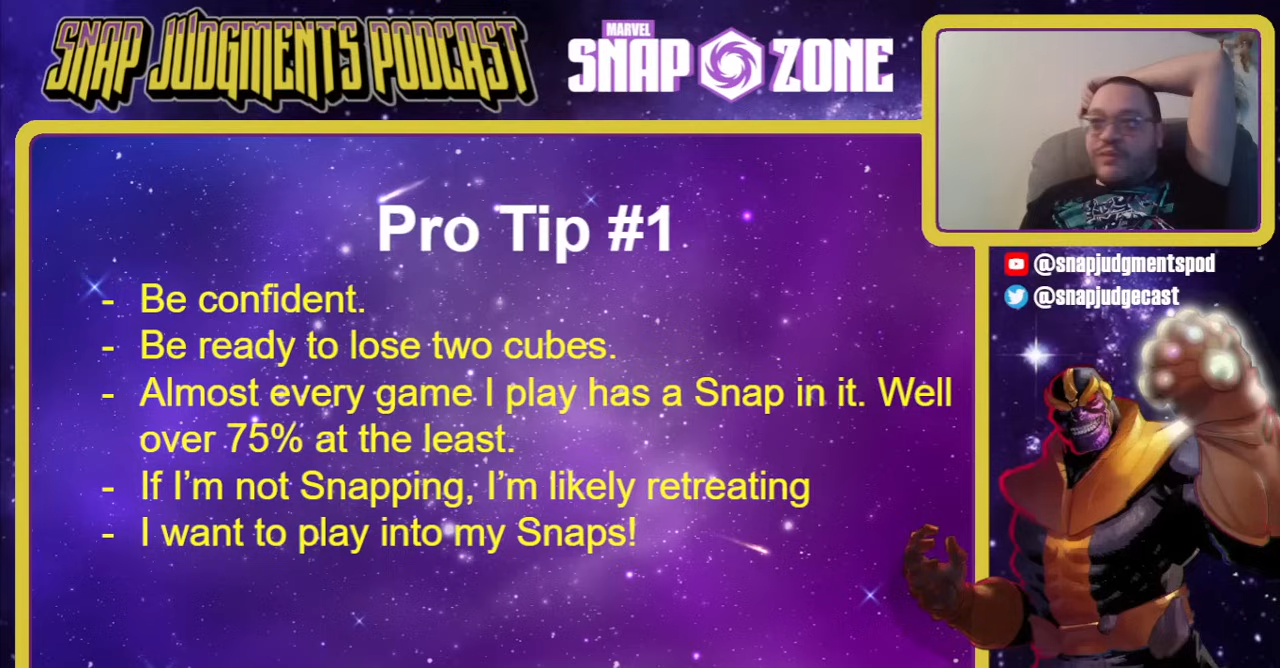 SNAP JUDGMENTS PODCAST
MARVEL
SNAP ZONE
Pro Tip #1
- Be confident.
- Be ready to lose two cubes.
- Almost every game I play has a Snap in it. Well
over 75% at the least.
- If I’m not Snapping, I’m likely retreating
- I want to play into my Snaps!
@snapjudgmentspod
@snapjudgecast